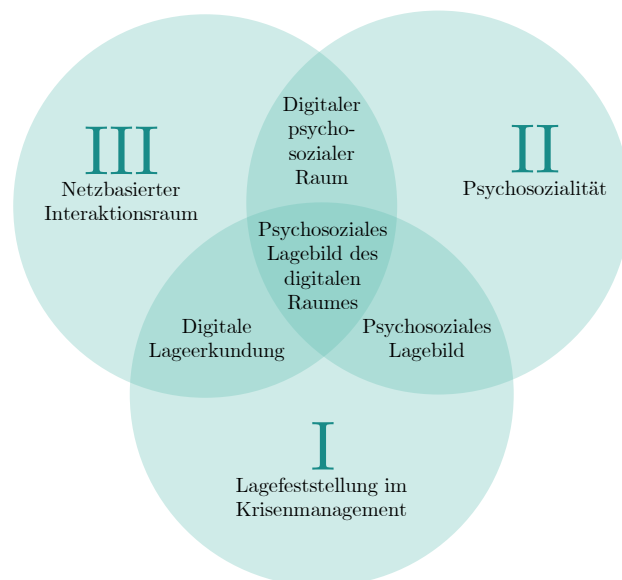 Digitaler
psycho-
sozialer
Raum
III
Netzbasierter
Interaktionsraum
II
Psychosozialität
Psychosoziales
Lagebild des
digitalen
Raumes
Digitale
Lageerkundung
Psychosoziales
Lagebild
I
Lagefeststellung im
Krisenmanagement